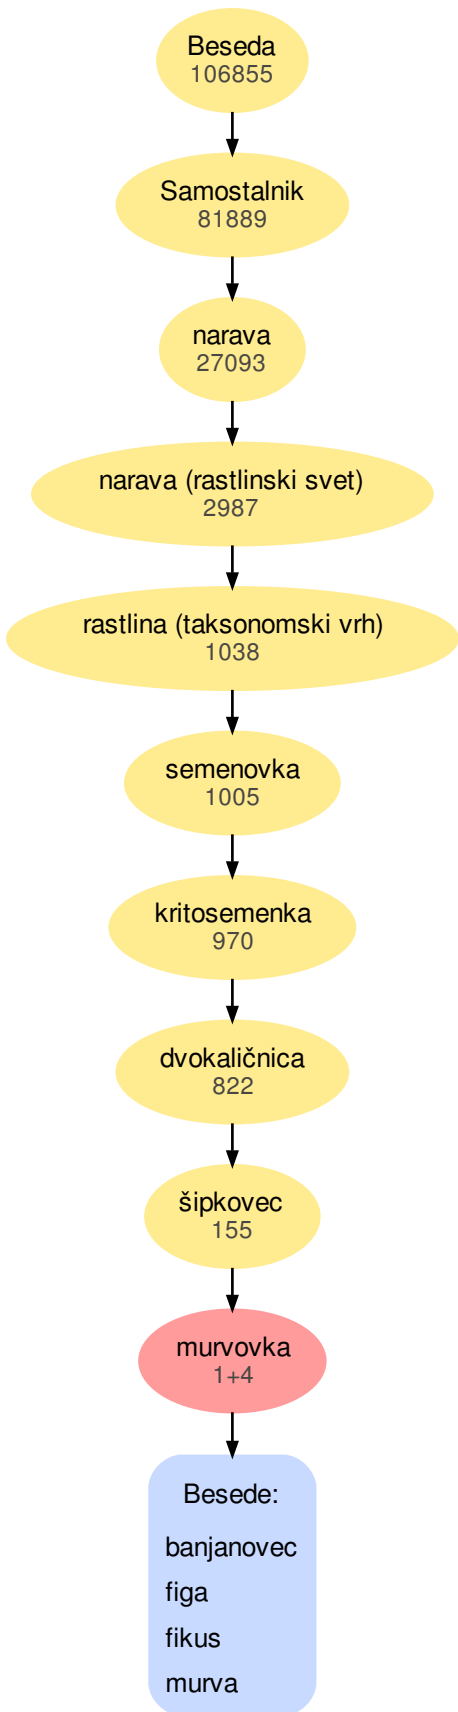 Beseda
106855
Samostalnik
81889
narava
27093
narava (rastlinski svet)
2987
rastlina (taksonomski vrh)
1038
semenovka
1005
kritosemenka
970
dvokaličnica
822
šipkovec
155
murvovka
1+4
Besede:
banjanovec
figa
fikus
murva